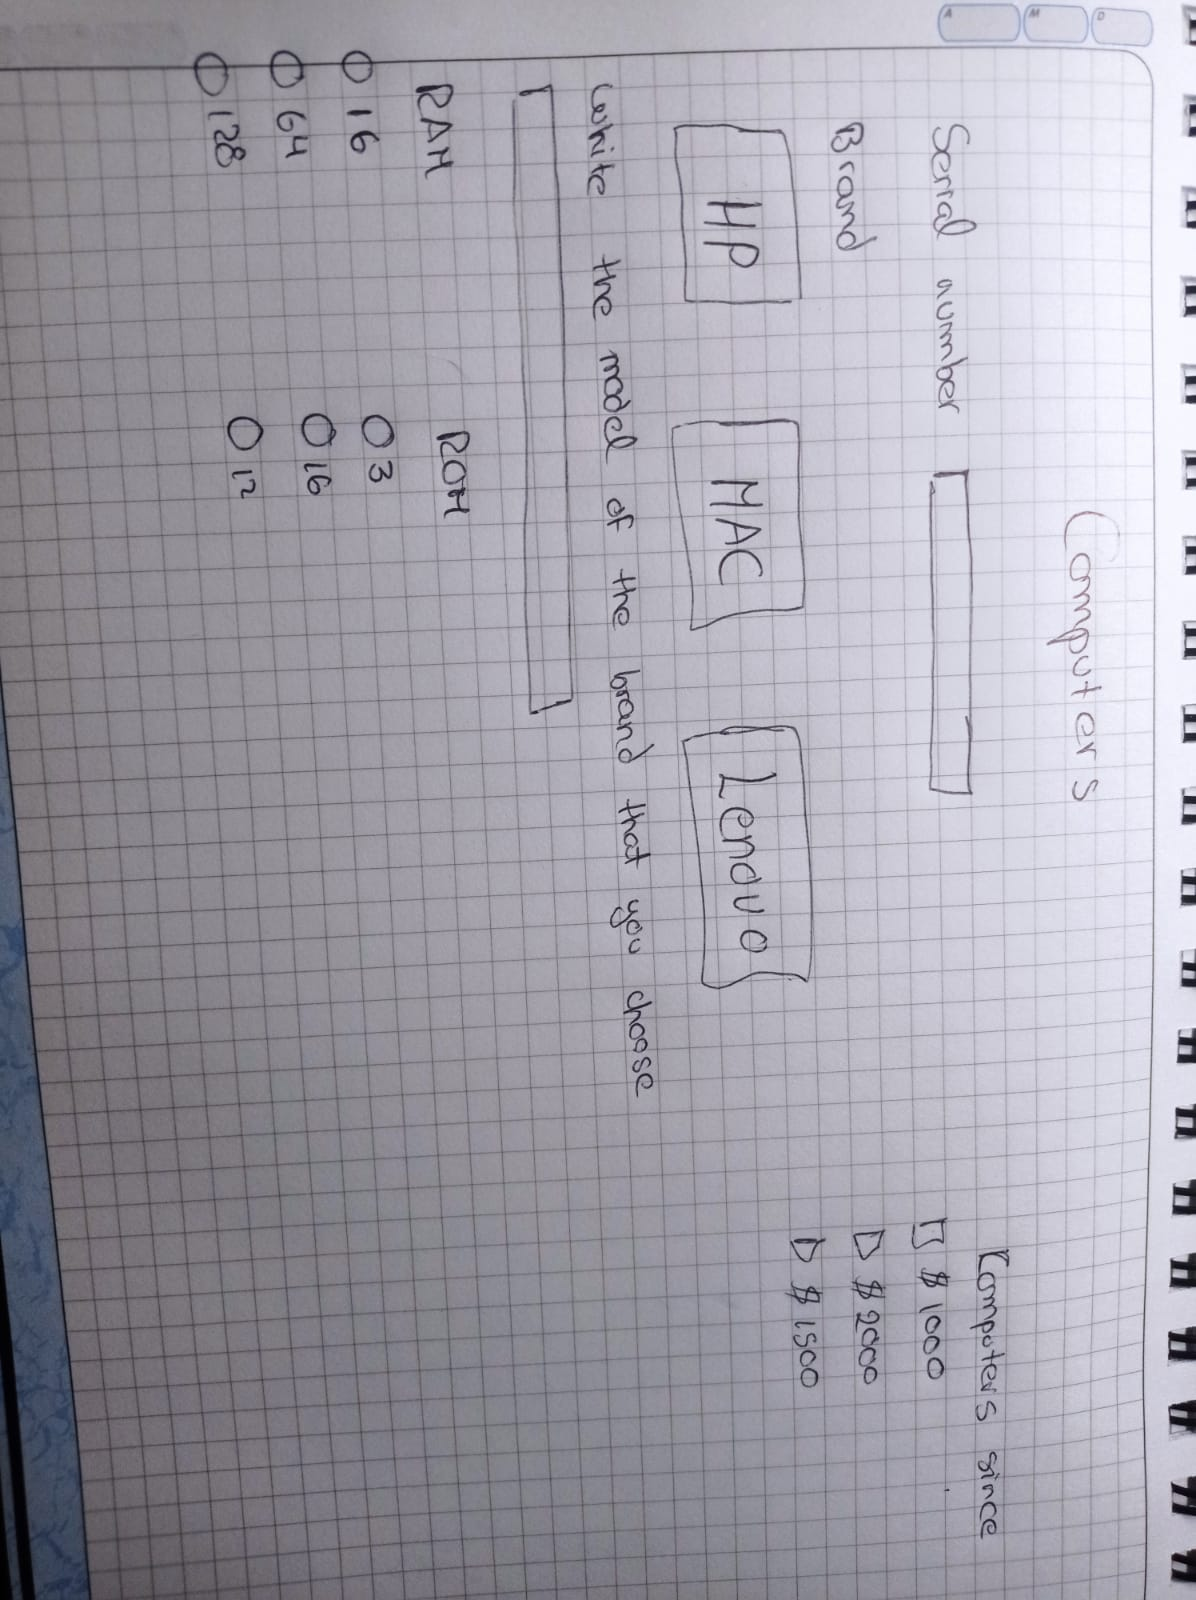 A M D
Computers
Serial number
Computers since
$ 1000
$ 2000
$ 1500
Brand
HP MAC Lenovo
White the model of the brand that you choose
RAM ROM
16 3
64 16
128 12